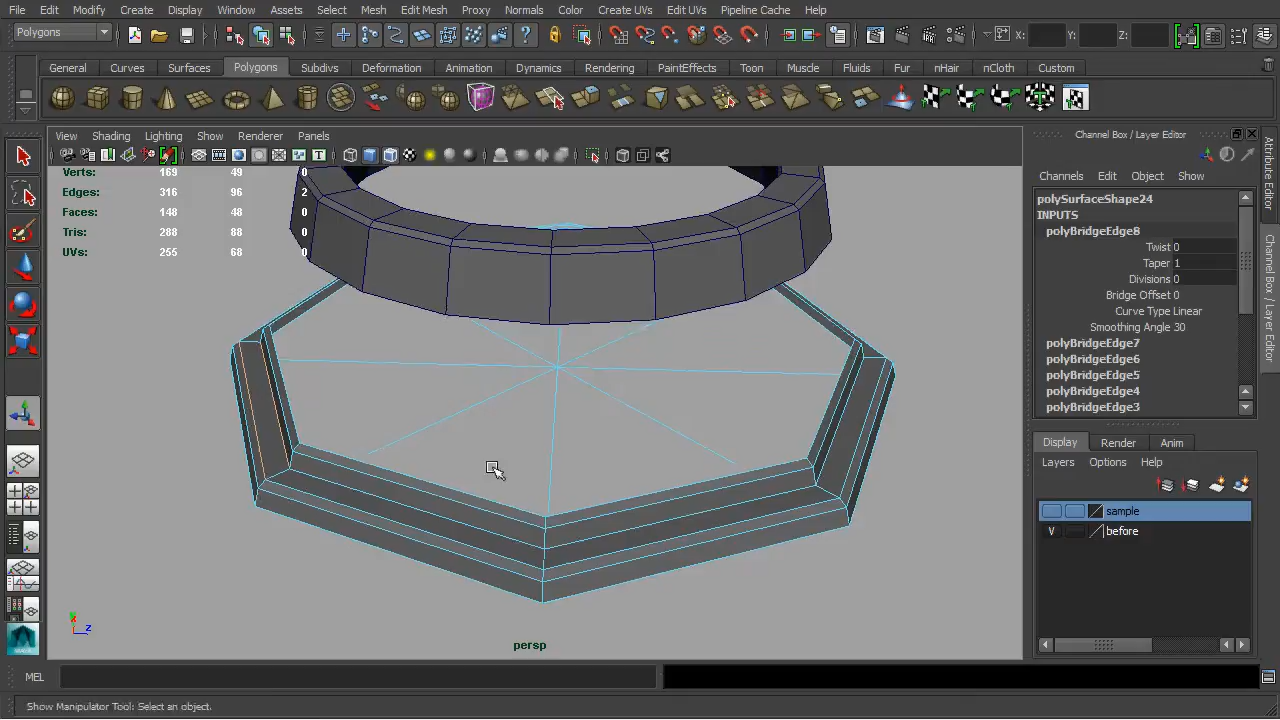 File Edit Modify Create Display Window Assets Select Mesh Edit Mesh Proxy Normals Color Create UVs Edit UVs Pipeline Cache Help
Polygons X: Y: Z:
General Curves Surfaces Polygons Subdivs Deformation Animation Dynamics Rendering PaintEffects Toon Muscle Fluids Fur nHair nCloth Custom
View Shading Lighting Show Renderer Panels
Channel Box / Layer Editor
Verts: 169 49 0
Edges: 316 96 2
Faces: 148 48 0
Tris: 288 88 0
UVs: 255 68 0
persp
Channels Edit Object Show
polySurfaceShape24
INPUTS
polyBridgeEdge8
Twist 0
Taper 1
Divisions 0
Bridge Offset 0
Curve Type Linear
Smoothing Angle 30
polyBridgeEdge7
polyBridgeEdge6
polyBridgeEdge5
polyBridgeEdge4
polyBridgeEdge3
Display Render Anim
Layers Options Help
sample
V before
Attribute Editor
Channel Box / Layer Editor
MEL
Show Manipulator Tool: Select an object.